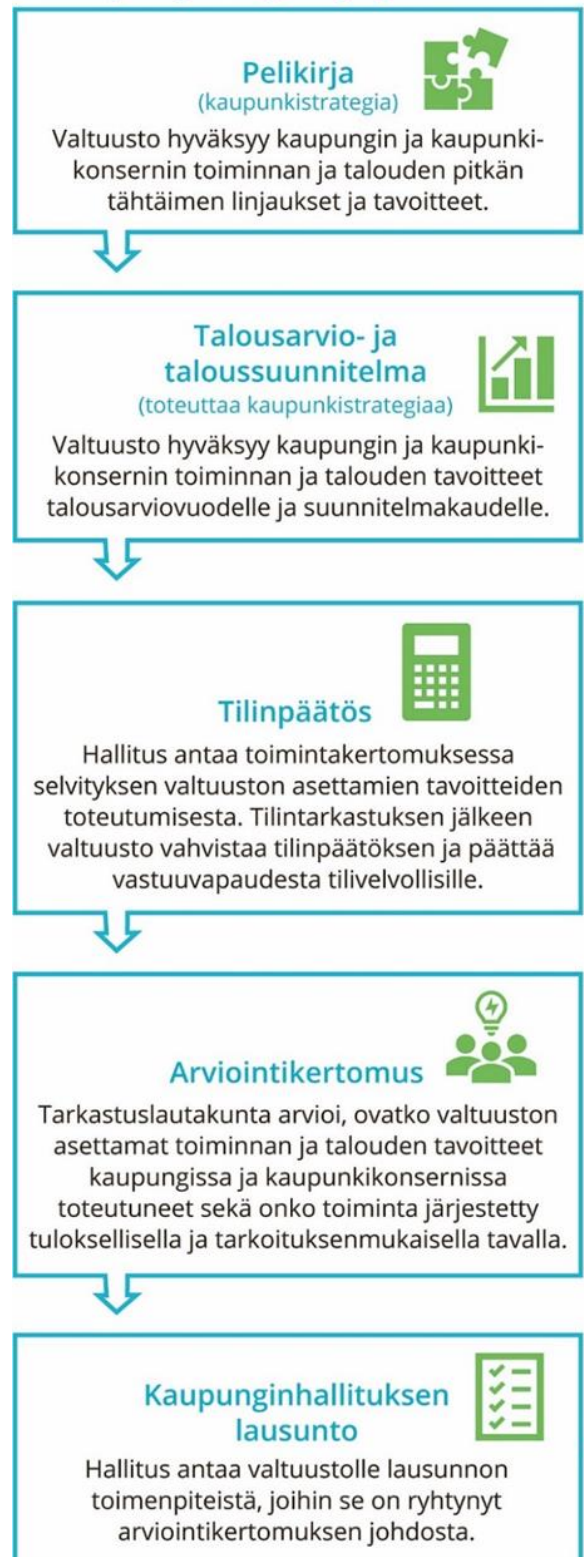 Pelikirja
(kaupunkistrategia)
Valtuusto hyväksyy kaupungin ja kaupunki-
konsernin toiminnan ja talouden pitkän
tähtäimen linjaukset ja tavoitteet.
Talousarvio- ja
taloussuunnitelma
(toteuttaa kaupunkistrategiaa)
Valtuusto hyväksyy kaupungin ja kaupunki-
konsernin toiminnan ja talouden tavoitteet
talousarviovuodelle ja suunnitelmakaudelle.
Tilinpäätös
Hallitus antaa toimintakertomuksessa
selvityksen valtuuston asettamien tavoitteiden
toteutumisesta. Tilintarkastuksen jälkeen
valtuusto vahvistaa tilinpäätöksen ja päättää
vastuuvapaudesta tilivelvollisille.
Arviointikertomus
Tarkastuslautakunta arvioi, ovatko valtuuston
asettamat toiminnan ja talouden tavoitteet
kaupungissa ja kaupunkikonsernissa
toteutuneet sekä onko toiminta järjestetty
tuloksellisella ja tarkoituksenmukaisella tavalla.
Kaupunginhallituksen
lausunto
Hallitus antaa valtuustolle lausunnon
toimenpiteistä, joihin se on ryhtynyt
arviointikertomuksen johdosta.